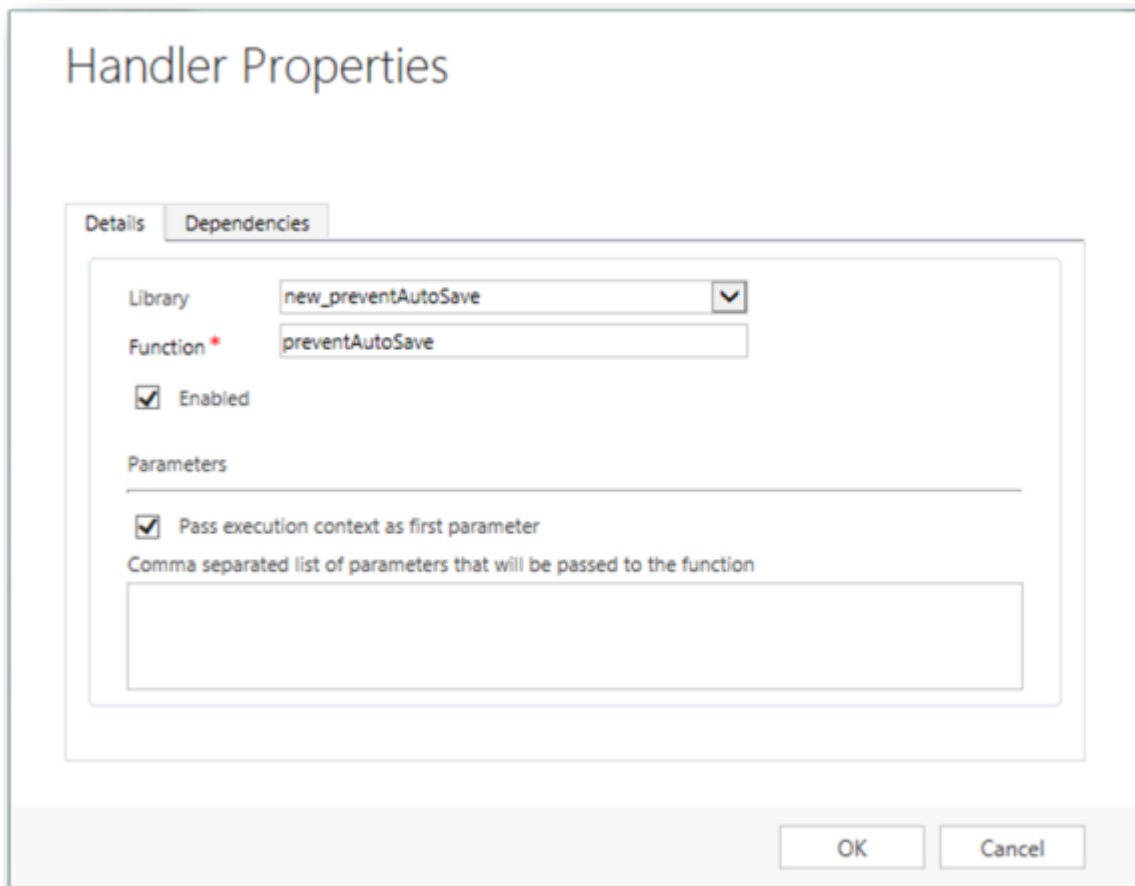 Handler Properties
Details Dependencies
Library new_preventAutoSave
Function * preventAutoSave
Enabled
Parameters
Pass execution context as first parameter
Comma separated list of parameters that will be passed to the function
OK Cancel